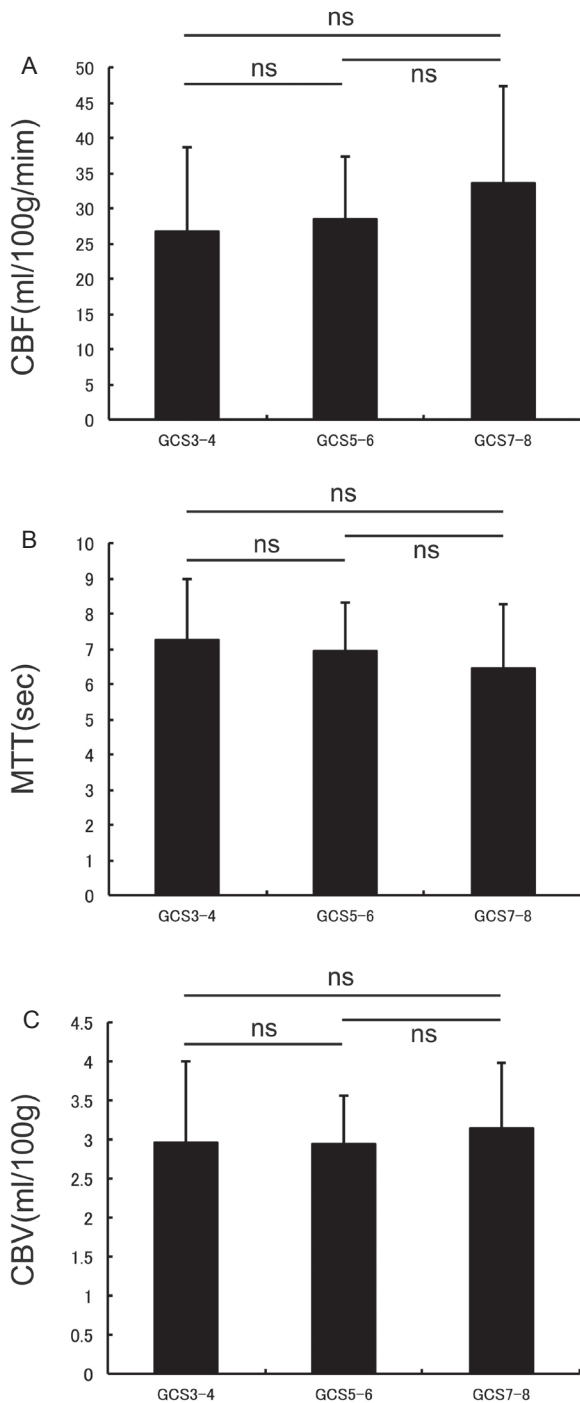 ns
A
ns
ns
50
45
40
35
30
25
20
15
10
5
0
CBF(ml/100g/mim)
GCS3-4
GCS5-6
GCS7-8
ns
B
ns
ns
10
9
8
7
6
5
4
3
2
1
0
MTT(sec)
GCS3-4
GCS5-6
GCS7-8
ns
C
ns
ns
4.5
4
3.5
3
2.5
2
1.5
1
0.5
0
CBV(ml/100g)
GCS3-4
GCS5-6
GCS7-8